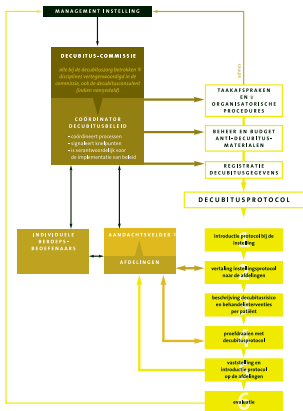 MANAGEMENT INSTELLING
DECUBITUS-COMMISSIE
alle bij de decubituszorg betrokken
disciplines vertegenwoordigd in de
commissie, ook de decubitusconsulent
(indien aangesteld)
COÖRDINATOR
DECUBITUSBELEID
- coördineert processen
- signaleert knelpunten
- is verantwoordelijk voor
de implementatie van beleid
advies
TAAKAFSPRAKEN
EN
ORGANISATORISCHE
PROCEDURES
BEHEER EN BUDGET
ANTI-DECUBITUS-
MATERIALEN
REGISTRATIE
DECUBITUSGEGEVENS
DECUBITUSPROTOCOL
INDIVIDUELE
BEROEPS-
BEOEFENAARS
AANDACHTSVELDER
AFDELINGEN
introductie protocol bij de
instelling
vertaling instellingsprotocol
naar de afdelingen
beschrijving decubitusrisico
en behandelinterventies
per patiënt
proefdraaien met
decubitusprotocol
vaststelling en
introductie protocol
op de afdelingen
evaluatie